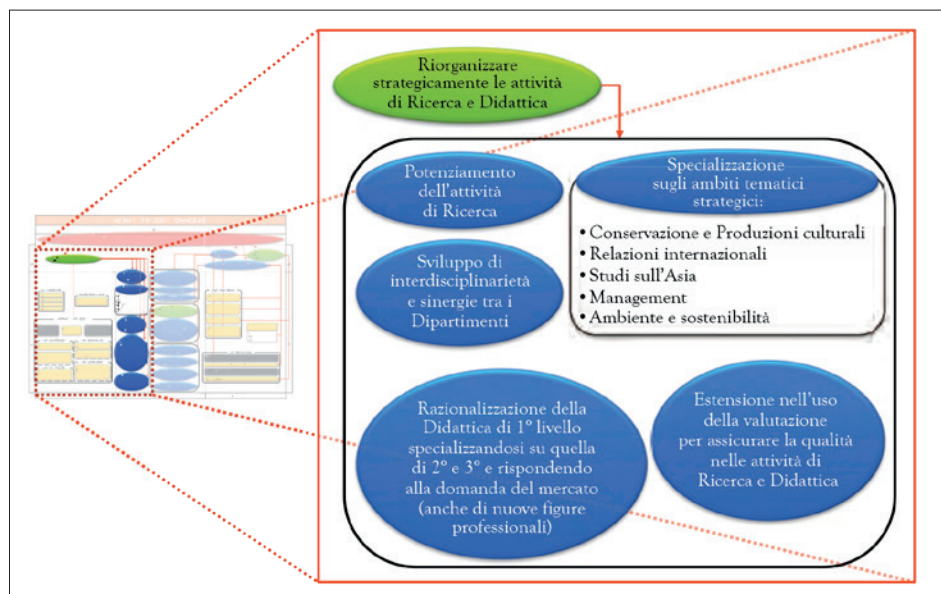 Riorganizzare
strategicamente le attività
di Ricerca e Didattica
Potenziamento
dell'attività
di Ricerca
Specializzazione
sugli ambiti tematici
strategici:
• Conservazione e Produzioni culturali
• Relazioni internazionali
• Studi sull'Asia
• Management
• Ambiente e sostenibilità
Sviluppo di
interdisciplinarietà
e sinergie tra i
Dipartimenti
Razionalizzazione della
Didattica di 1° livello
specializzandosi su quella
di 2° e 3° e rispondendo
alla domanda del mercato
(anche di nuove figure
professionali)
Estensione nell'uso
della valutazione
per assicurare la qualità
nelle attività di
Ricerca e Didattica